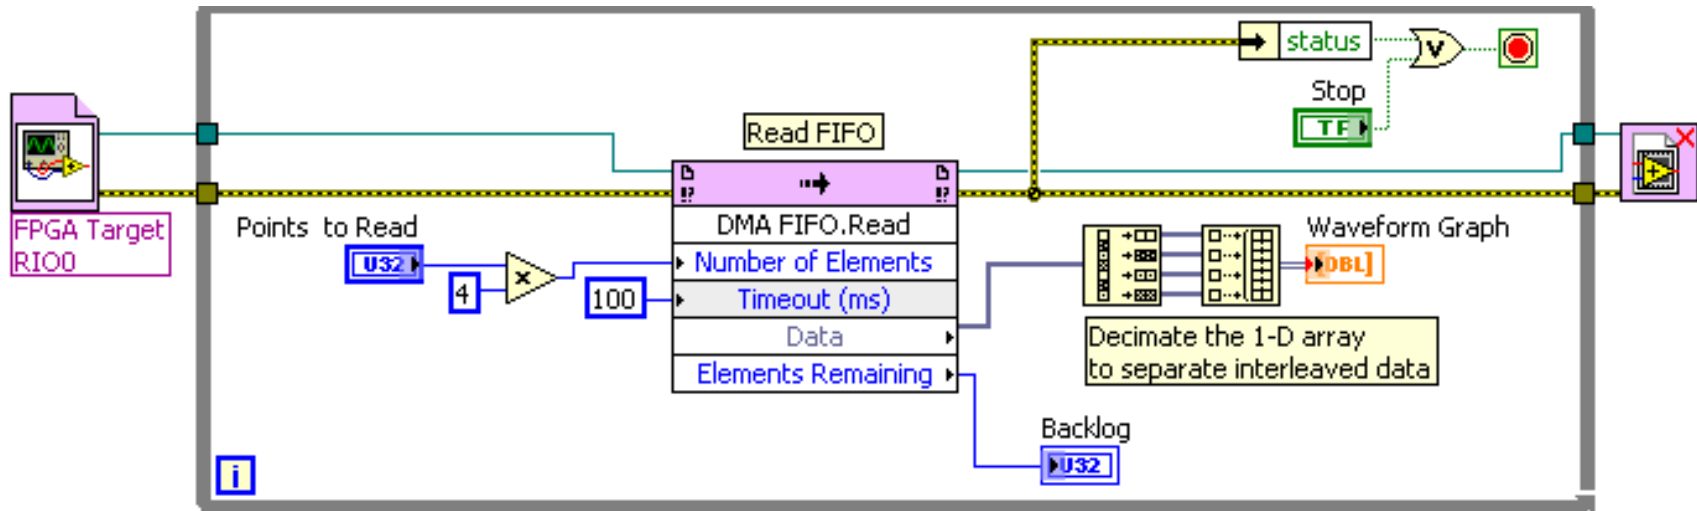 status
V
Stop
TF
Read FIFO
FPGA Target
RIO0
Points  to Read
U32
4
×
100
!?
!?
DMA FIFO.Read
Number of Elements
Timeout (ms)
Data
Elements Remaining
Waveform Graph
DBL]
Decimate the 1-D array
to separate interleaved data
Backlog
U32
i